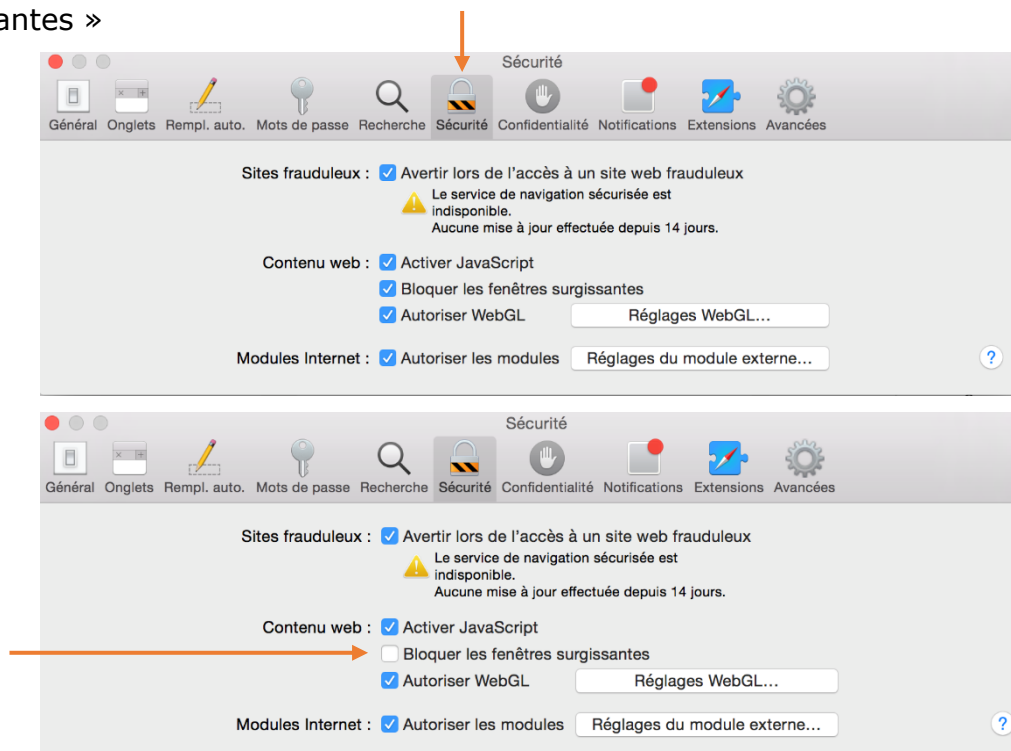 antes »
Sécurité
Général Onglets Rempl. auto. Mots de passe Recherche Sécurité Confidentialité Notifications Extensions Avancées
Sites frauduleux : Avertir lors de l'accès à un site web frauduleux
Le service de navigation sécurisée est
indisponible.
Aucune mise à jour effectuée depuis 14 jours.
Contenu web : Activer JavaScript
Bloquer les fenêtres surgissantes
Autoriser WebGL Réglages WebGL...
Modules Internet : Autoriser les modules Réglages du module externe... ?
Sécurité
Général Onglets Rempl. auto. Mots de passe Recherche Sécurité Confidentialité Notifications Extensions Avancées
Sites frauduleux : Avertir lors de l'accès à un site web frauduleux
Le service de navigation sécurisée est
indisponible.
Aucune mise à jour effectuée depuis 14 jours.
Contenu web : Activer JavaScript
Bloquer les fenêtres surgissantes
Autoriser WebGL Réglages WebGL...
Modules Internet : Autoriser les modules Réglages du module externe... ?